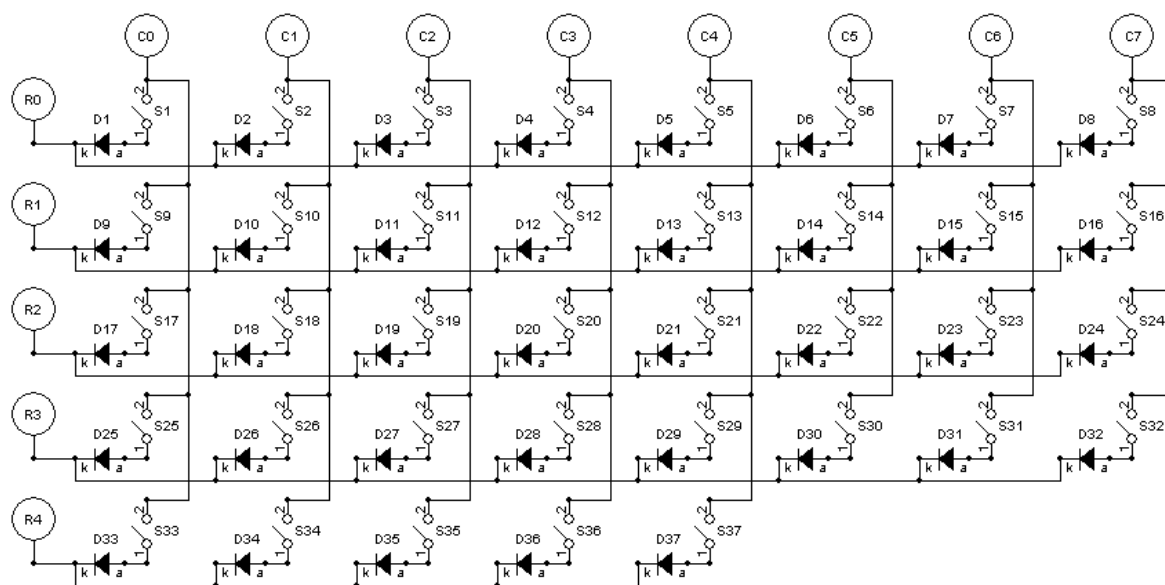 C0 C1 C2 C3 C4 C5 C6 C7
R0
2 2 2 2 2 2 2 2
D1 S1 D2 S2 D3 S3 D4 S4 D5 S5 D6 S6 D7 S7 D8 S8
1 1 1 1 1 1 1 1
k a k a k a k a k a k a k a k a
R1
2 2 2 2 2 2 2 2
D9 S9 D10 S10 D11 S11 D12 S12 D13 S13 D14 S14 D15 S15 D16 S16
1 1 1 1 1 1 1 1
k a k a k a k a k a k a k a k a
R2
2 2 2 2 2 2 2 2
D17 S17 D18 S18 D19 S19 D20 S20 D21 S21 D22 S22 D23 S23 D24 S24
1 1 1 1 1 1 1 1
k a k a k a k a k a k a k a k a
R3
2 2 2 2 2 2 2 2
D25 S25 D26 S26 D27 S27 D28 S28 D29 S29 D30 S30 D31 S31 D32 S32
1 1 1 1 1 1 1 1
k a k a k a k a k a k a k a k a
R4
2 2 2 2 2
D33 S33 D34 S34 D35 S35 D36 S36 D37 S37
1 1 1 1 1
k a k a k a k a k a